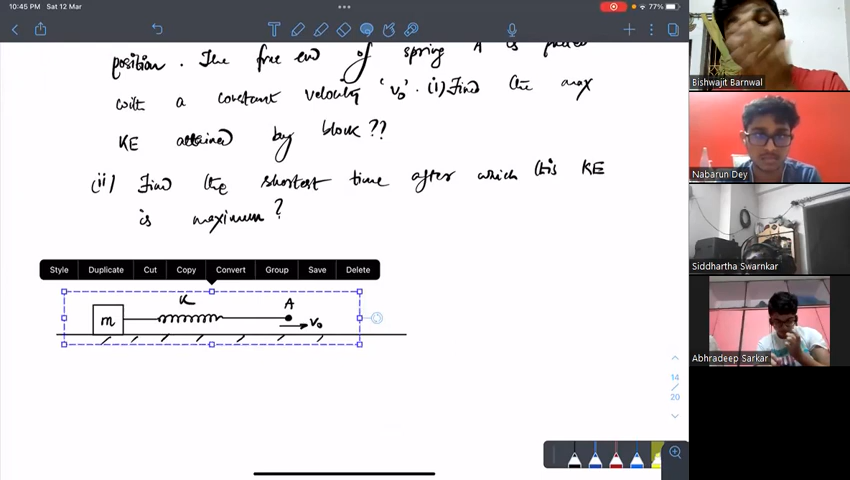 10:45 PM Sat 12 Mar
77%
position. The free end of spring A is pulled
with a constant velocity 'v₀'. (i) Find the max
KE attained by block??
(ii) Find the shortest time after which this KE
is maximum?
Style Duplicate Cut Copy Convert Group Save Delete
K
A
m
v₀
14
20
Bishwajit Barnwal
Nabarun Dey
Siddhartha Swarnkar
Abhradeep Sarkar